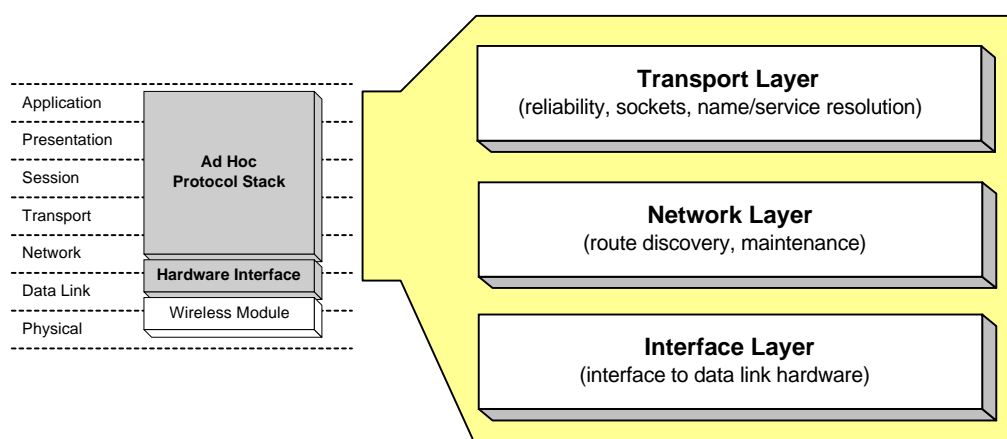 Application
Presentation
Session
Transport
Network
Data Link
Physical
Ad Hoc
Protocol Stack
Hardware Interface
Wireless Module
Transport Layer
(reliability, sockets, name/service resolution)
Network Layer
(route discovery, maintenance)
Interface Layer
(interface to data link hardware)